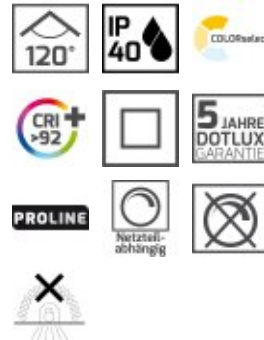 120°
IP
40
COLORselect
CRI +
>92
5 JAHRE
DOTLUX
GARANTIE
PROLINE
Netzteil-
abhängig